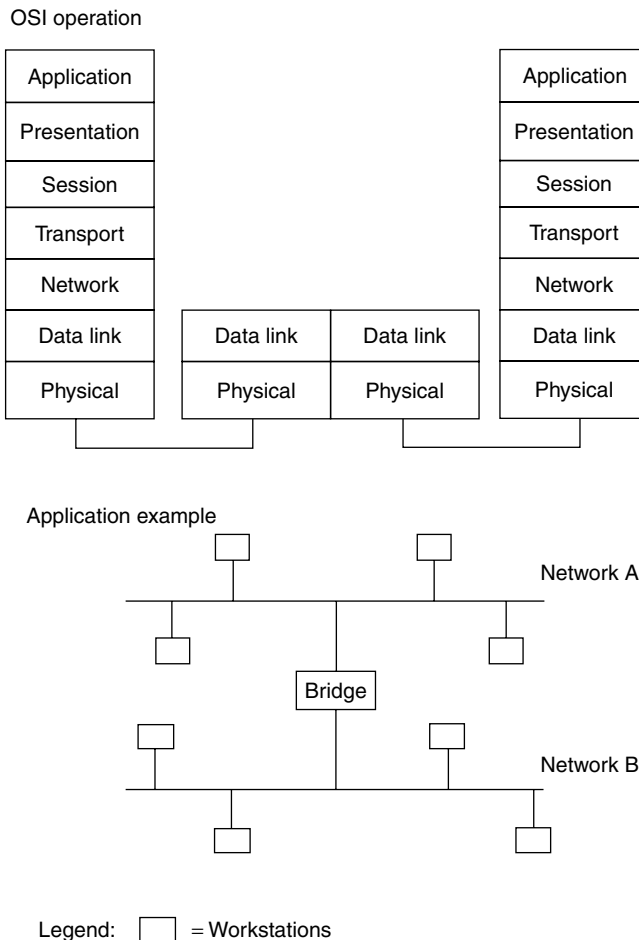 OSI operation
Application
Presentation
Session
Transport
Network
Data link
Physical
Data link
Physical
Data link
Physical
Application
Presentation
Session
Transport
Network
Data link
Physical
Application example
Network A
Bridge
Network B
Legend: = Workstations